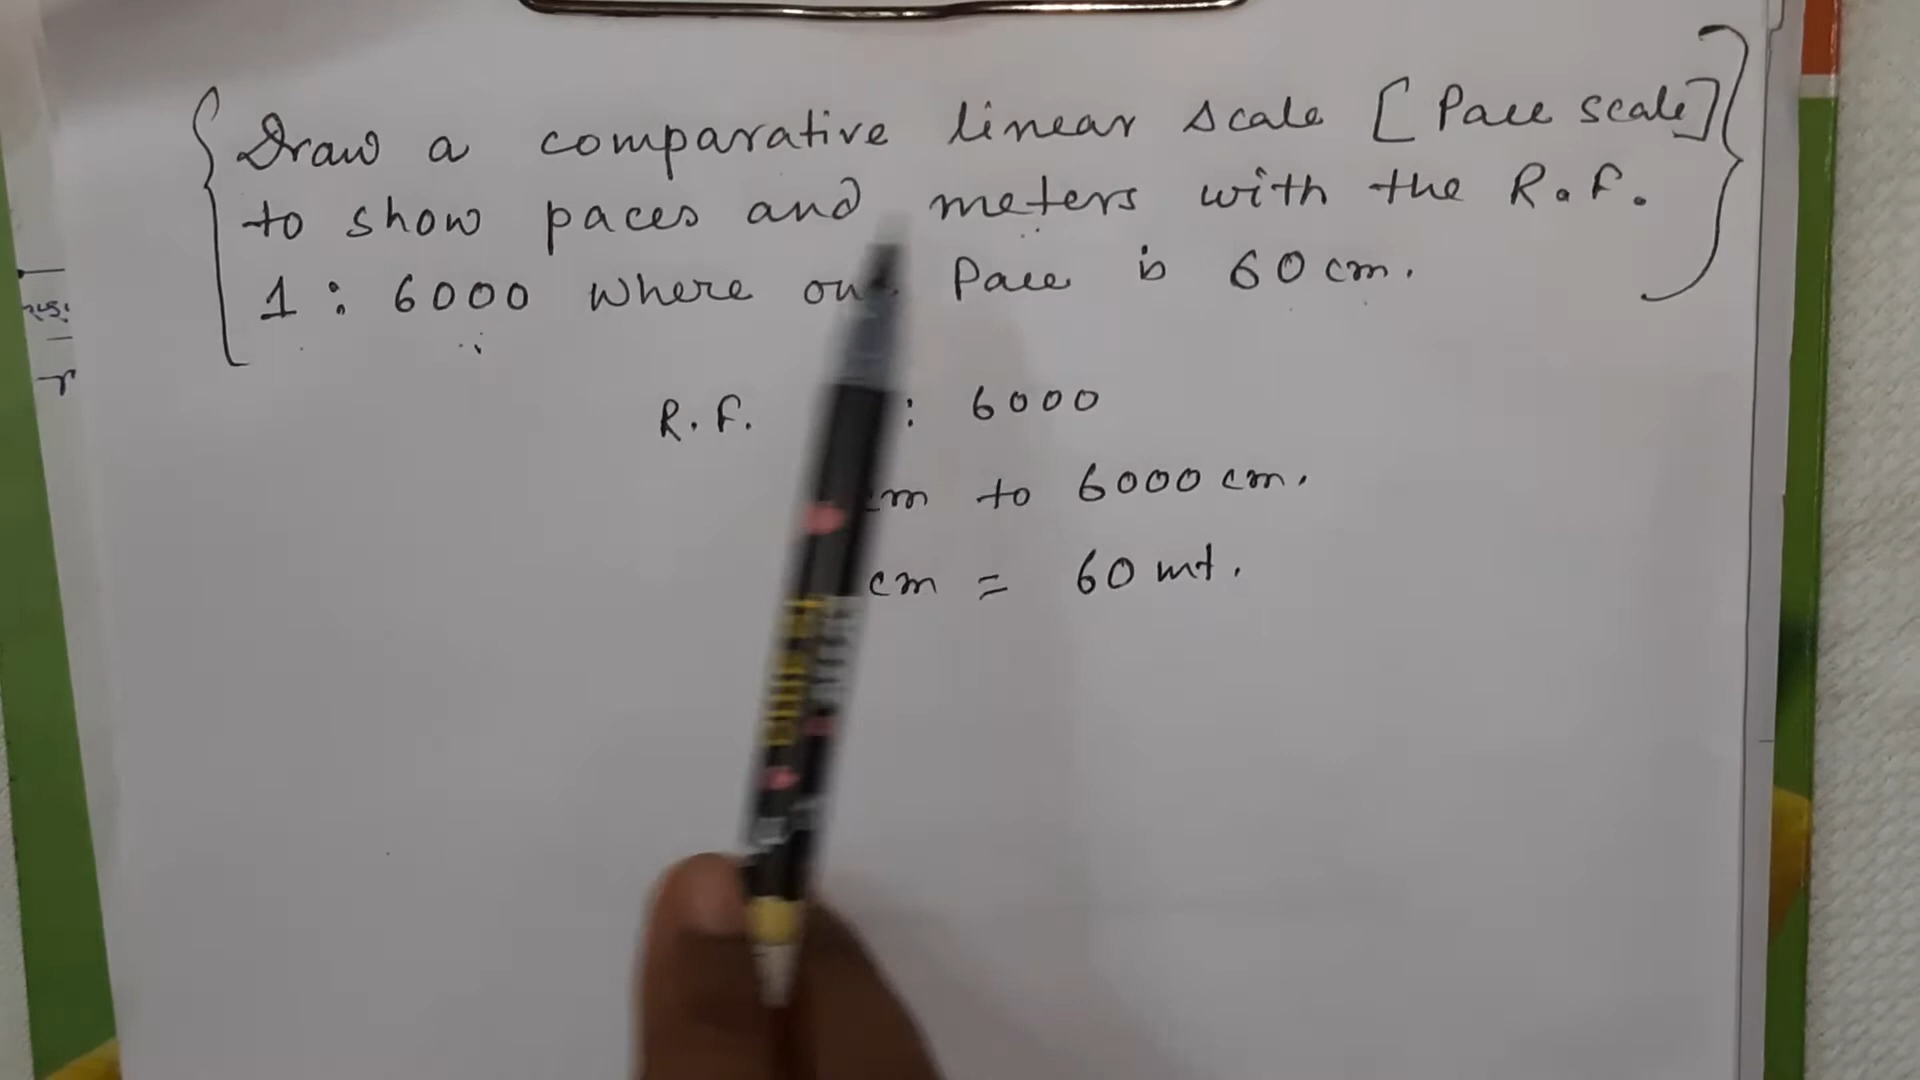 Draw a comparative linear scale [Pace scale]
to show paces and meters with the R.F.
1 : 6000 where Pace is 60 cm.
R.F. : 6000
cm to 6000 cm.
cm = 60 mt.